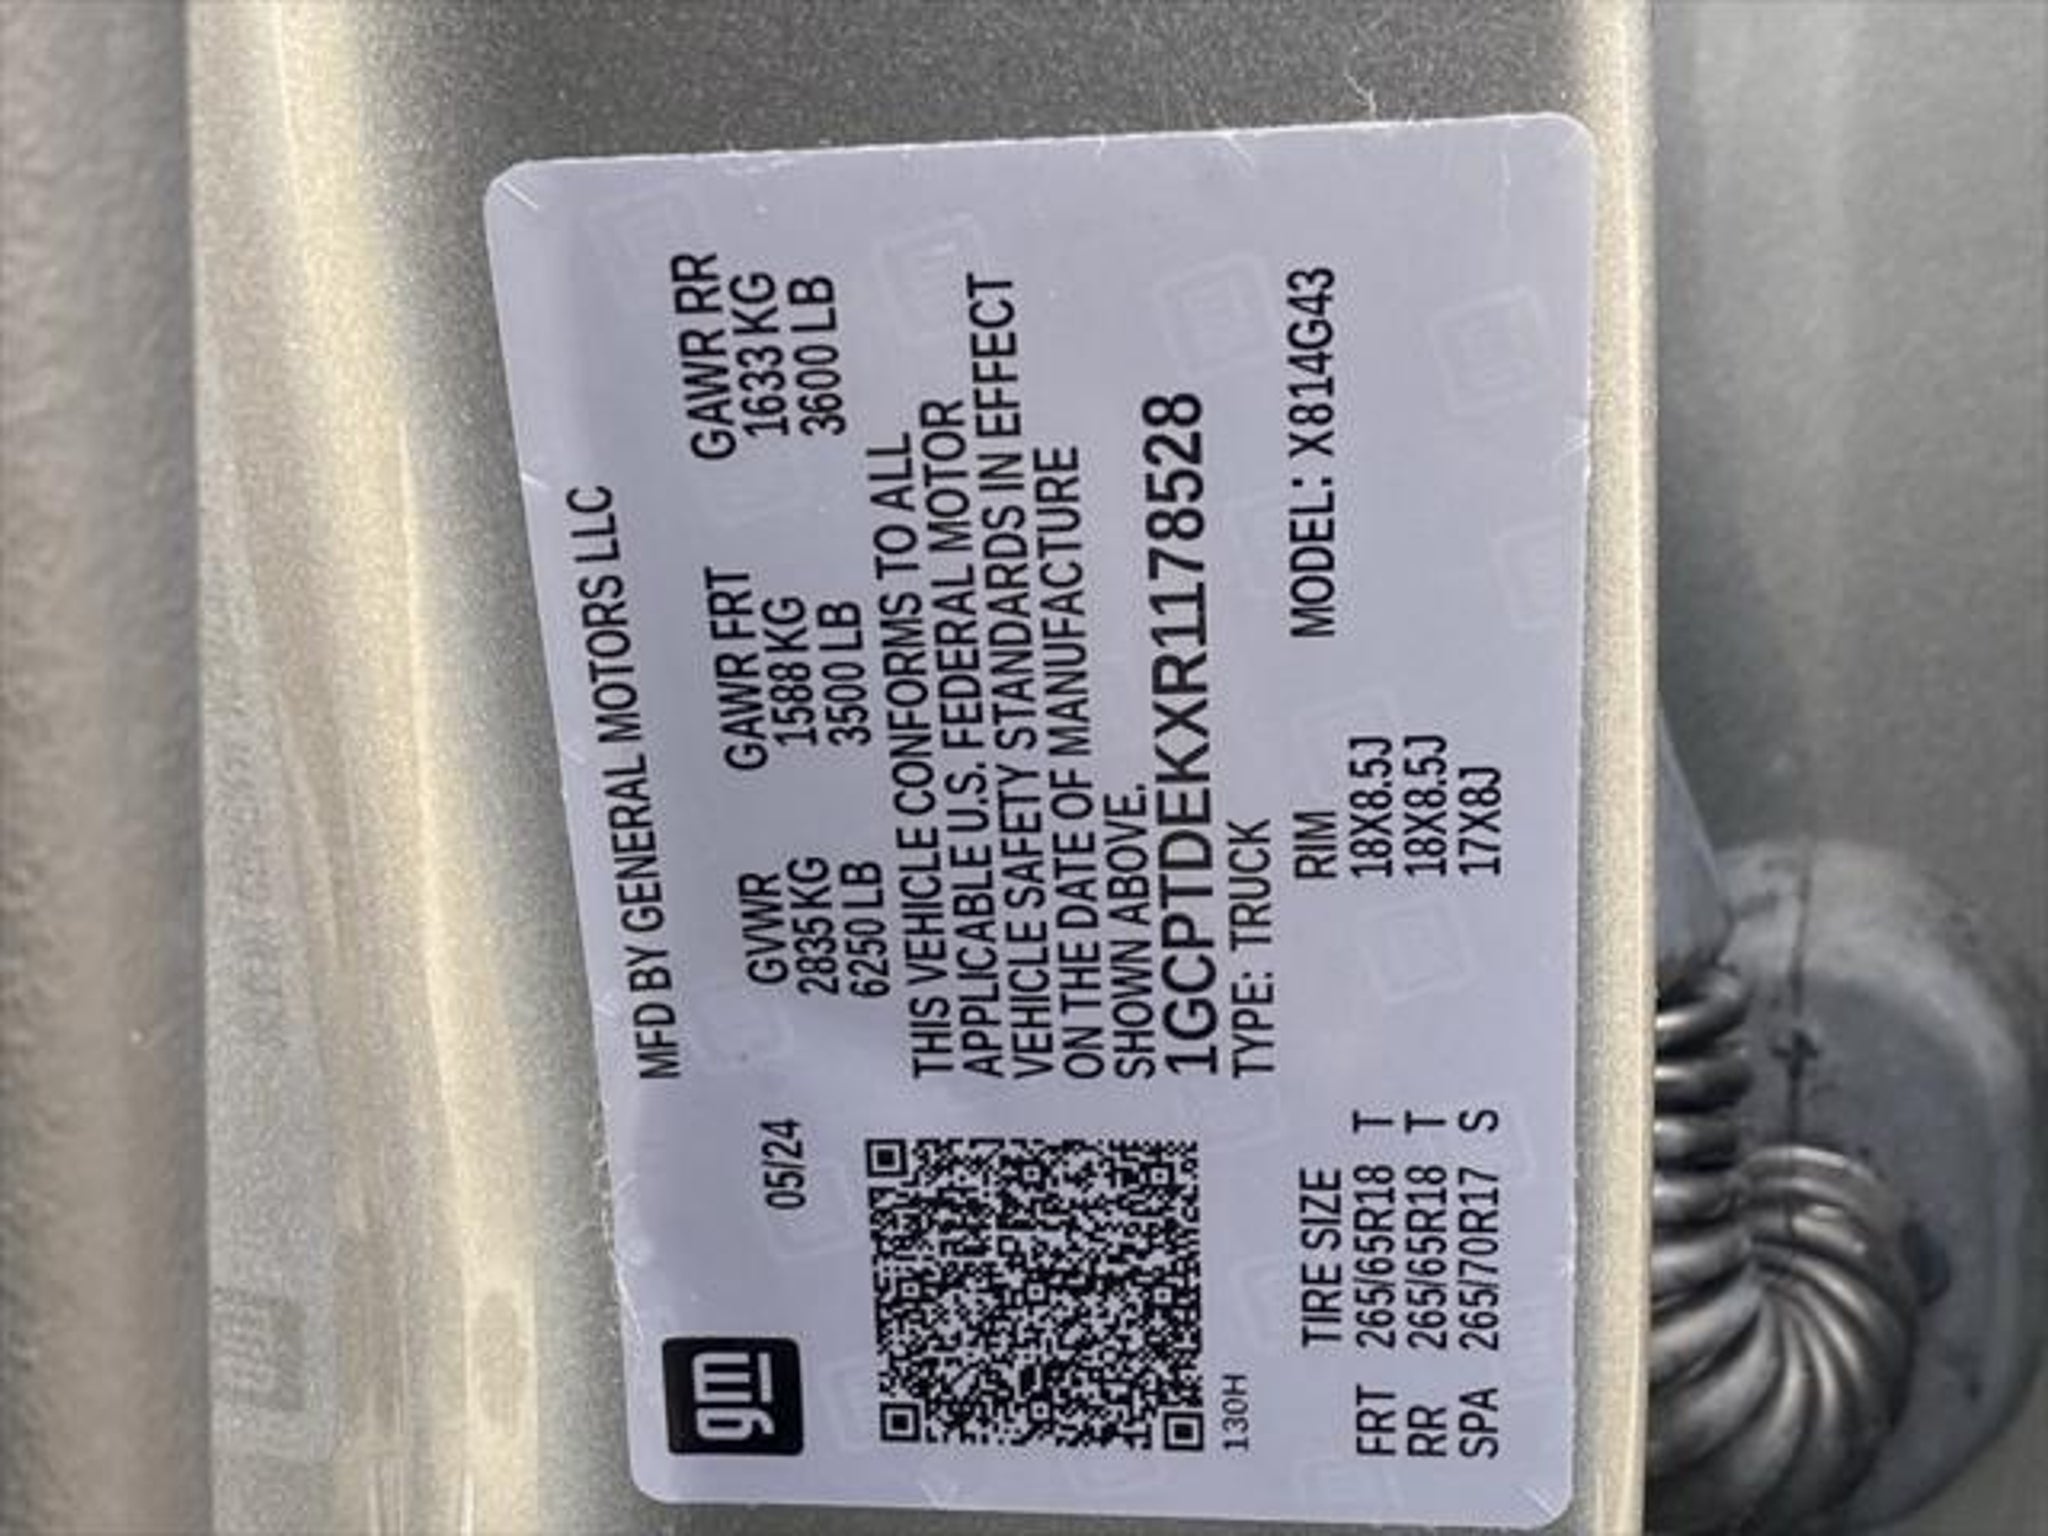 gm
MFD BY GENERAL MOTORS LLC
05/24
GVWR GAWR FRT GAWR RR
2835 KG 1588 KG 1633 KG
6250 LB 3500 LB 3600 LB
THIS VEHICLE CONFORMS TO ALL
APPLICABLE U.S. FEDERAL MOTOR
VEHICLE SAFETY STANDARDS IN EFFECT
ON THE DATE OF MANUFACTURE
SHOWN ABOVE.
1GCPTDEKXR1178528
130H
TYPE: TRUCK
TIRE SIZE RIM MODEL: X814G43
FRT 265/65R18 T 18X8.5J
RR 265/65R18 T 18X8.5J
SPA 265/70R17 S 17X8J